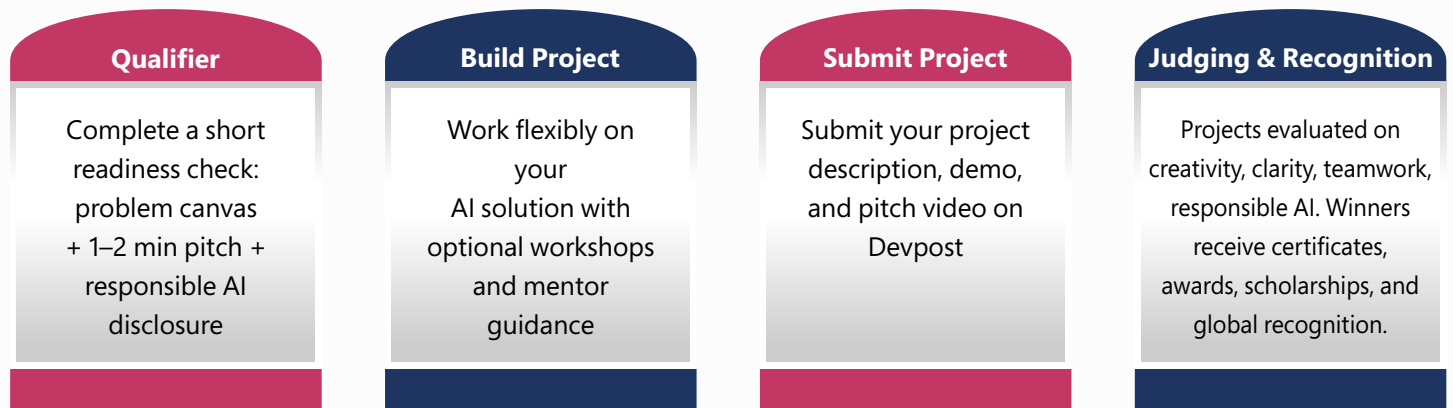 Qualifier
Complete a short
readiness check:
problem canvas
+ 1–2 min pitch +
responsible AI
disclosure
Build Project
Work flexibly on
your
AI solution with
optional workshops
and mentor
guidance
Submit Project
Submit your project
description, demo,
and pitch video on
Devpost
Judging & Recognition
Projects evaluated on
creativity, clarity, teamwork,
responsible AI. Winners
receive certificates,
awards, scholarships, and
global recognition.